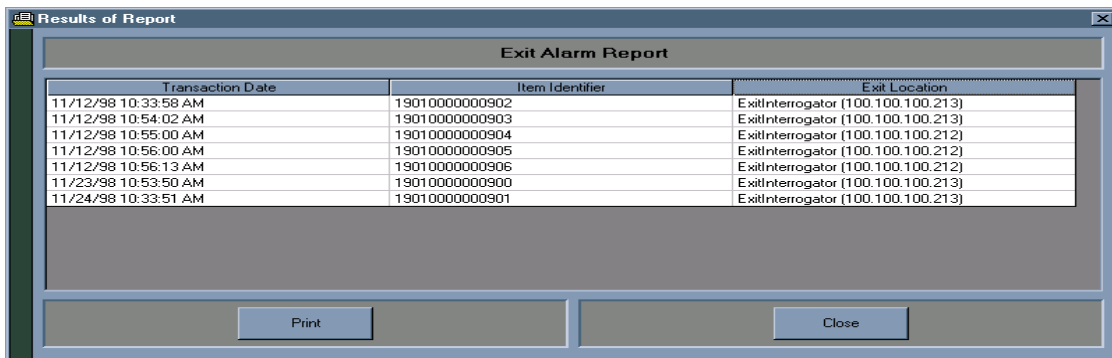 Results of Report
Exit Alarm Report
Transaction Date Item Identifier Exit Location
11/12/98 10:33:58 AM 19010000000902 ExitInterrogator (100.100.100.213)
11/12/98 10:54:02 AM 19010000000903 ExitInterrogator (100.100.100.213)
11/12/98 10:55:00 AM 19010000000904 ExitInterrogator (100.100.100.212)
11/12/98 10:56:00 AM 19010000000905 ExitInterrogator (100.100.100.212)
11/12/98 10:56:13 AM 19010000000906 ExitInterrogator (100.100.100.212)
11/23/98 10:53:50 AM 19010000000900 ExitInterrogator (100.100.100.213)
11/24/98 10:33:51 AM 19010000000901 ExitInterrogator (100.100.100.213)
Print Close